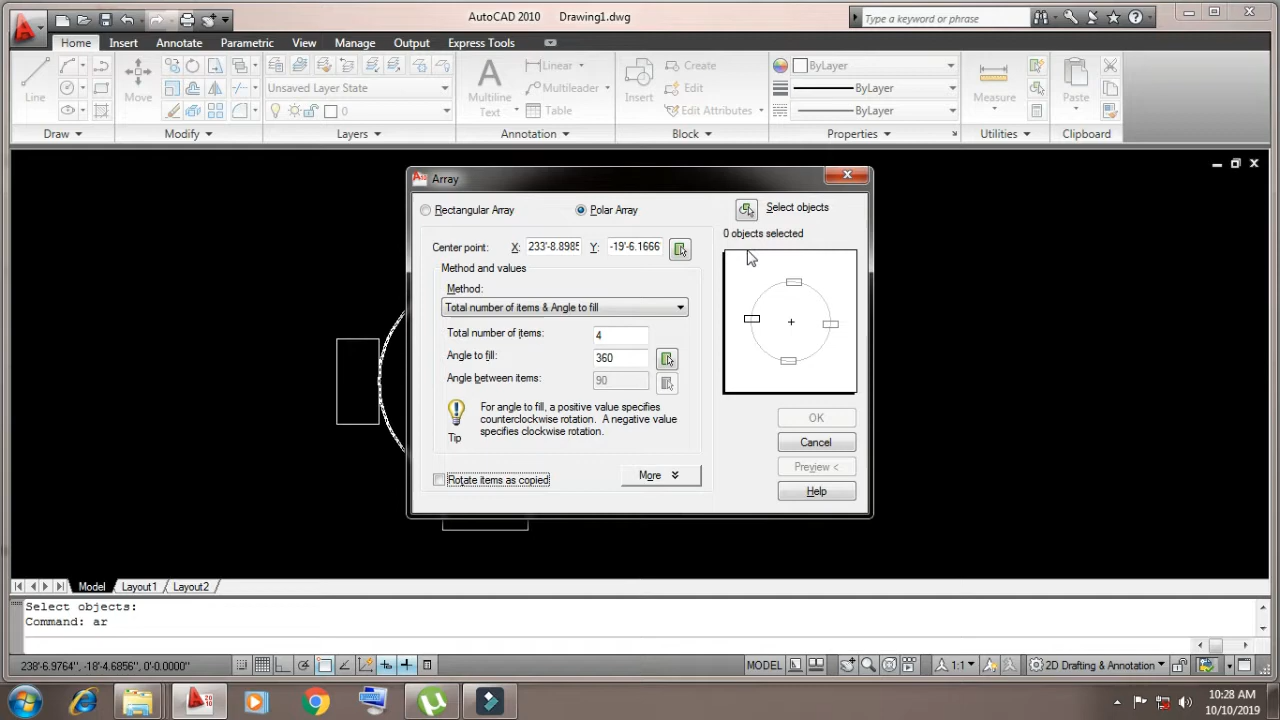 AutoCAD 2010 Drawing1.dwg
Type a keyword or phrase
Home Insert Annotate Parametric View Manage Output Express Tools
Line
Move
Unsaved Layer State
0
Multiline Text
Linear
Multileader
Table
Insert
Create
Edit
Edit Attributes
ByLayer
ByLayer
ByLayer
Measure
Paste
Draw Modify Layers Annotation Block Properties Utilities Clipboard
Array
Rectangular Array Polar Array
Select objects
0 objects selected
Center point: X: 233'-8.8985 Y: -19'-6.1666
Method and values
Method:
Total number of items & Angle to fill
Total number of items: 4
Angle to fill: 360
Angle between items: 90
For angle to fill, a positive value specifies
counterclockwise rotation. A negative value
specifies clockwise rotation.
Tip
Rotate items as copied
More
OK
Cancel
Preview <
Help
Model Layout1 Layout2
Select objects:
Command: ar
238'-6.9764", -18'-4.6856", 0'-0.0000"
MODEL
1:1
2D Drafting & Annotation
20
10
10:28 AM
10/10/2019